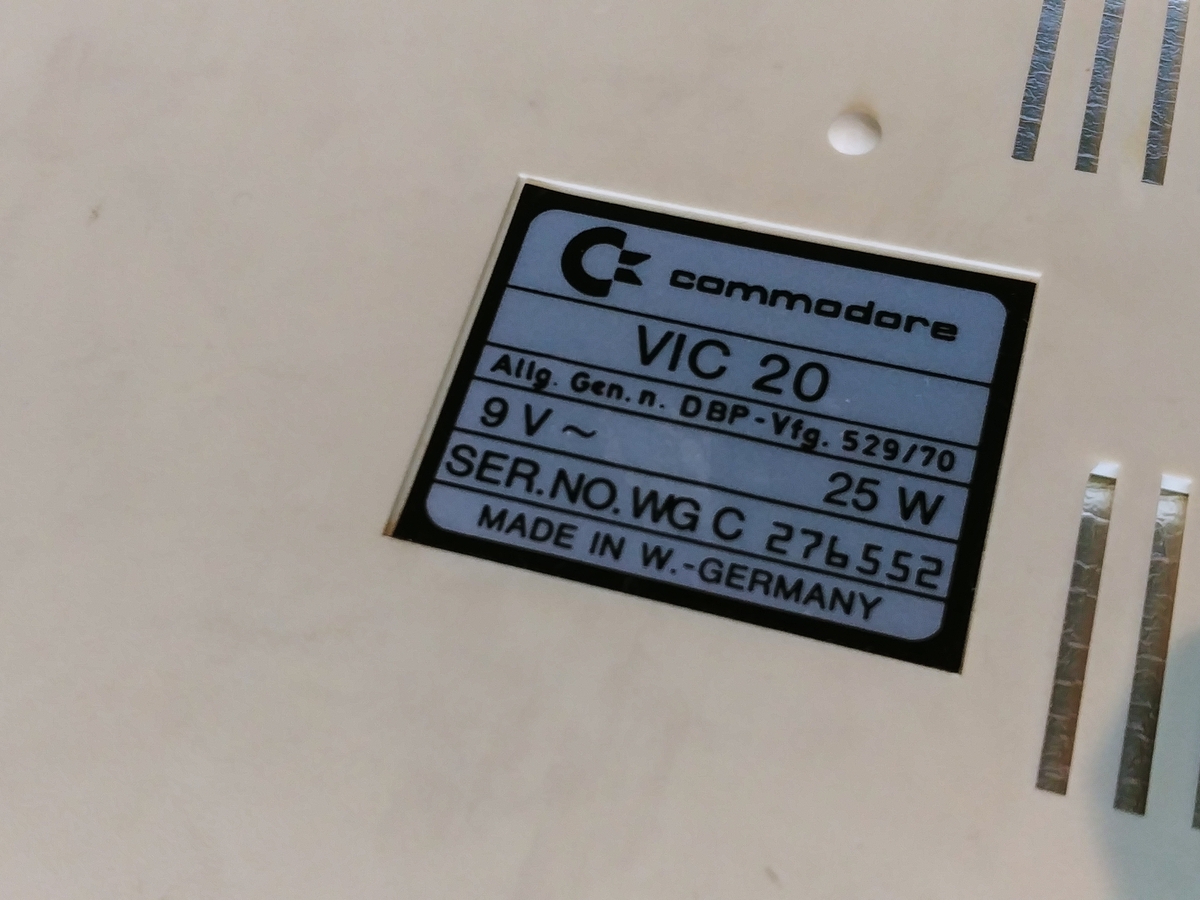 commodore
VIC 20
Allg. Gen. n. DBP-Vfg. 529/70
9 V ~ 25 W
SER.NO. WG C 276552
MADE IN W.-GERMANY